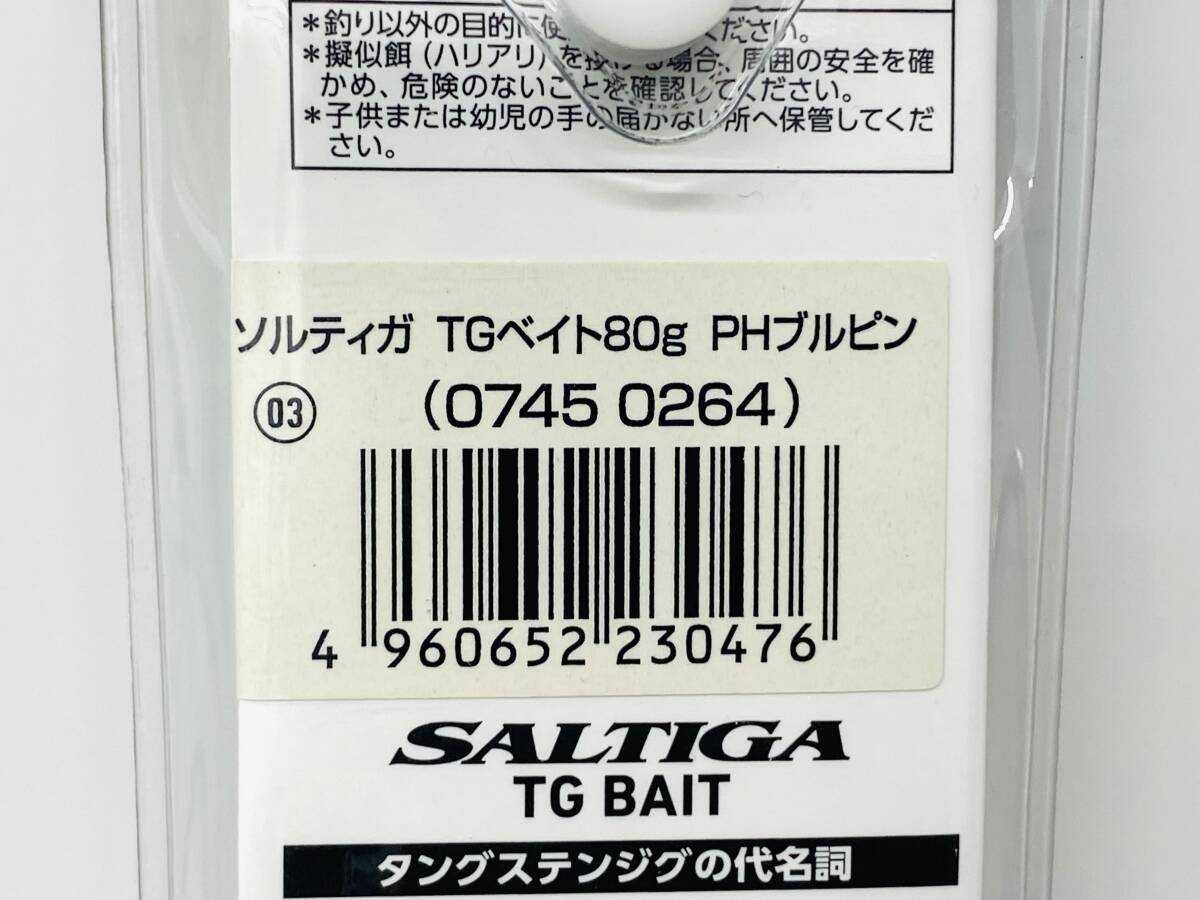 *釣り以外の目的に使 ください。
*擬似餌(ハリアリ)を投げる場合、周囲の安全を確
かめ、危険のないことを確認してください。
*子供または幼児の手の届かない所へ保管してくだ
さい。
ソルティガ TGベイト80g PHブルピン
03 (0745 0264)
4 960652 230476
SALTIGA
TG BAIT
タングステンジグの代名詞